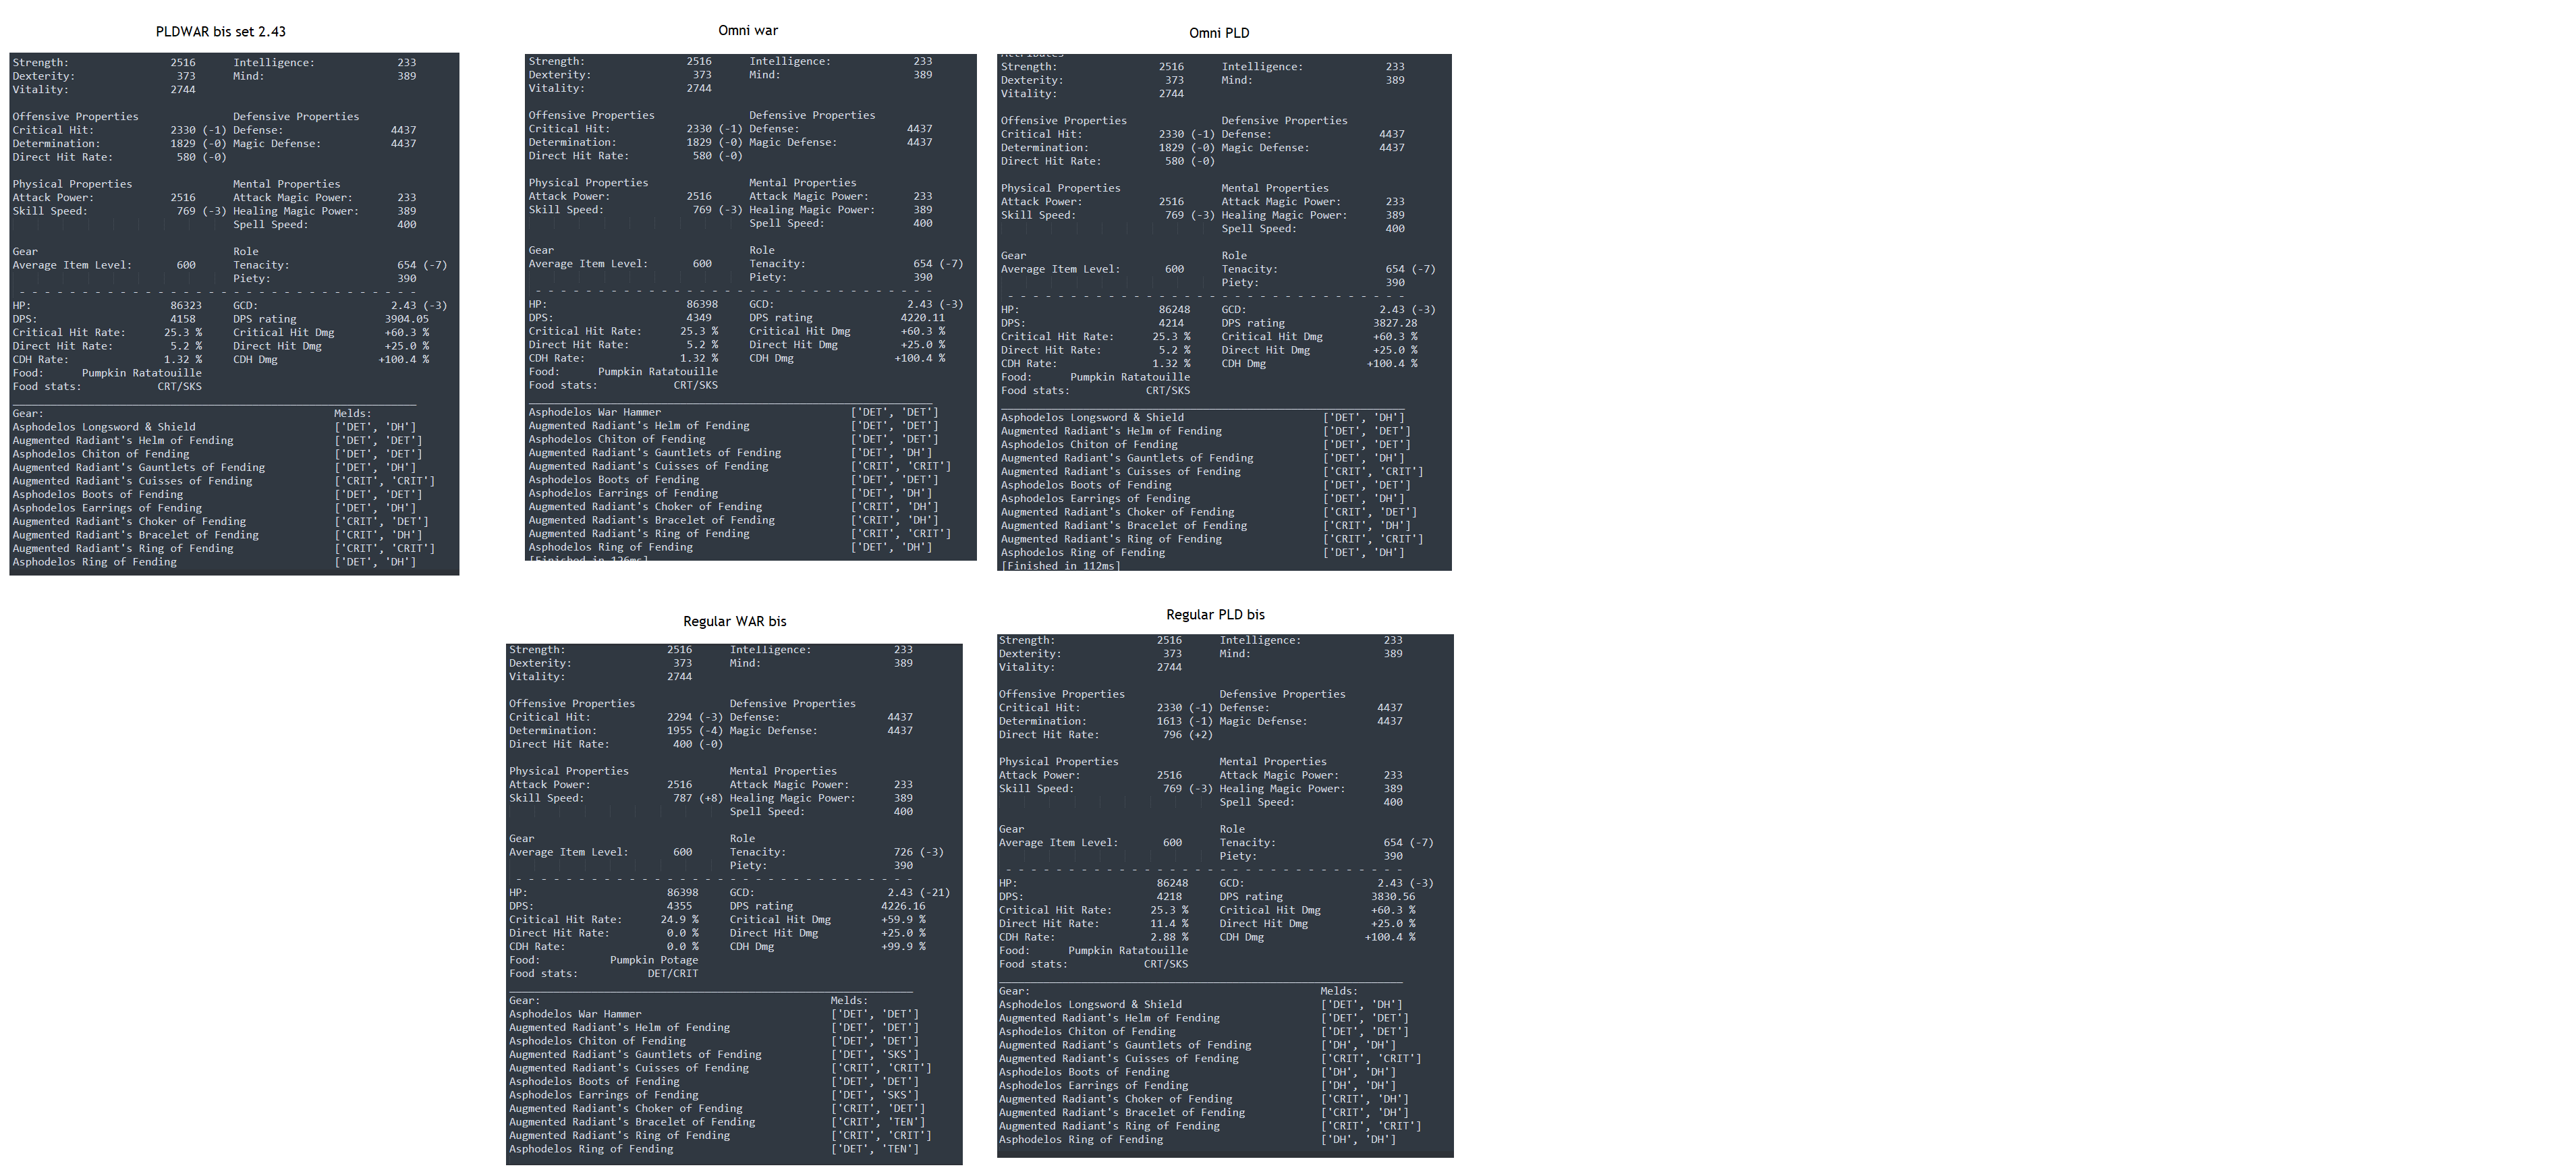 PLDWAR bis set 2.43
Strength: 2516 Intelligence: 233
Dexterity: 373 Mind: 389
Vitality: 2744
Offensive Properties Defensive Properties
Critical Hit: 2330 (-1) Defense: 4437
Determination: 1829 (-0) Magic Defense: 4437
Direct Hit Rate: 580 (-0)
Physical Properties Mental Properties
Attack Power: 2516 Attack Magic Power: 233
Skill Speed: 769 (-3) Healing Magic Power: 389
Spell Speed: 400
Gear Role
Average Item Level: 600 Tenacity: 654 (-7)
Piety: 390
- - - - - - - - - - - - - - - - - - - - - - - - - - - - - - - - -
HP: 86323 GCD: 2.43 (-3)
DPS: 4158 DPS rating 3904.05
Critical Hit Rate: 25.3 % Critical Hit Dmg +60.3 %
Direct Hit Rate: 5.2 % Direct Hit Dmg +25.0 %
CDH Rate: 1.32 % CDH Dmg +100.4 %
Food: Pumpkin Ratatouille
Food stats: CRT/SKS
Gear: Melds:
Asphodelos Longsword & Shield ['DET', 'DH']
Augmented Radiant's Helm of Fending ['DET', 'DET']
Asphodelos Chiton of Fending ['DET', 'DET']
Augmented Radiant's Gauntlets of Fending ['DET', 'DH']
Augmented Radiant's Cuisses of Fending ['CRIT', 'CRIT']
Asphodelos Boots of Fending ['DET', 'DET']
Asphodelos Earrings of Fending ['DET', 'DH']
Augmented Radiant's Choker of Fending ['CRIT', 'DET']
Augmented Radiant's Bracelet of Fending ['CRIT', 'DH']
Augmented Radiant's Ring of Fending ['CRIT', 'CRIT']
Asphodelos Ring of Fending ['DET', 'DH']
Omni war
Strength: 2516 Intelligence: 233
Dexterity: 373 Mind: 389
Vitality: 2744
Offensive Properties Defensive Properties
Critical Hit: 2330 (-1) Defense: 4437
Determination: 1829 (-0) Magic Defense: 4437
Direct Hit Rate: 580 (-0)
Physical Properties Mental Properties
Attack Power: 2516 Attack Magic Power: 233
Skill Speed: 769 (-3) Healing Magic Power: 389
Spell Speed: 400
Gear Role
Average Item Level: 600 Tenacity: 654 (-7)
Piety: 390
- - - - - - - - - - - - - - - - - - - - - - - - - - - - - - - - -
HP: 86398 GCD: 2.43 (-3)
DPS: 4349 DPS rating 4220.11
Critical Hit Rate: 25.3 % Critical Hit Dmg +60.3 %
Direct Hit Rate: 5.2 % Direct Hit Dmg +25.0 %
CDH Rate: 1.32 % CDH Dmg +100.4 %
Food: Pumpkin Ratatouille
Food stats: CRT/SKS
Asphodelos War Hammer ['DET', 'DET']
Augmented Radiant's Helm of Fending ['DET', 'DET']
Asphodelos Chiton of Fending ['DET', 'DET']
Augmented Radiant's Gauntlets of Fending ['DET', 'DH']
Augmented Radiant's Cuisses of Fending ['CRIT', 'CRIT']
Asphodelos Boots of Fending ['DET', 'DET']
Asphodelos Earrings of Fending ['DET', 'DH']
Augmented Radiant's Choker of Fending ['CRIT', 'DH']
Augmented Radiant's Bracelet of Fending ['CRIT', 'DH']
Augmented Radiant's Ring of Fending ['CRIT', 'CRIT']
Asphodelos Ring of Fending ['DET', 'DH']
[Finished in 126ms]
Omni PLD
Strength: 2516 Intelligence: 233
Dexterity: 373 Mind: 389
Vitality: 2744
Offensive Properties Defensive Properties
Critical Hit: 2330 (-1) Defense: 4437
Determination: 1829 (-0) Magic Defense: 4437
Direct Hit Rate: 580 (-0)
Physical Properties Mental Properties
Attack Power: 2516 Attack Magic Power: 233
Skill Speed: 769 (-3) Healing Magic Power: 389
Spell Speed: 400
Gear Role
Average Item Level: 600 Tenacity: 654 (-7)
Piety: 390
- - - - - - - - - - - - - - - - - - - - - - - - - - - - - - - - -
HP: 86248 GCD: 2.43 (-3)
DPS: 4214 DPS rating 3827.28
Critical Hit Rate: 25.3 % Critical Hit Dmg +60.3 %
Direct Hit Rate: 5.2 % Direct Hit Dmg +25.0 %
CDH Rate: 1.32 % CDH Dmg +100.4 %
Food: Pumpkin Ratatouille
Food stats: CRT/SKS
Asphodelos Longsword & Shield ['DET', 'DH']
Augmented Radiant's Helm of Fending ['DET', 'DET']
Asphodelos Chiton of Fending ['DET', 'DET']
Augmented Radiant's Gauntlets of Fending ['DET', 'DH']
Augmented Radiant's Cuisses of Fending ['CRIT', 'CRIT']
Asphodelos Boots of Fending ['DET', 'DET']
Asphodelos Earrings of Fending ['DET', 'DH']
Augmented Radiant's Choker of Fending ['CRIT', 'DET']
Augmented Radiant's Bracelet of Fending ['CRIT', 'DH']
Augmented Radiant's Ring of Fending ['CRIT', 'CRIT']
Asphodelos Ring of Fending ['DET', 'DH']
[Finished in 112ms]
Regular WAR bis
Strength: 2516 Intelligence: 233
Dexterity: 373 Mind: 389
Vitality: 2744
Offensive Properties Defensive Properties
Critical Hit: 2294 (-3) Defense: 4437
Determination: 1955 (-4) Magic Defense: 4437
Direct Hit Rate: 400 (-0)
Physical Properties Mental Properties
Attack Power: 2516 Attack Magic Power: 233
Skill Speed: 787 (+8) Healing Magic Power: 389
Spell Speed: 400
Gear Role
Average Item Level: 600 Tenacity: 726 (-3)
Piety: 390
- - - - - - - - - - - - - - - - - - - - - - - - - - - - - - - - -
HP: 86398 GCD: 2.43 (-21)
DPS: 4355 DPS rating 4226.16
Critical Hit Rate: 24.9 % Critical Hit Dmg +59.9 %
Direct Hit Rate: 0.0 % Direct Hit Dmg +25.0 %
CDH Rate: 0.0 % CDH Dmg +99.9 %
Food: Pumpkin Potage
Food stats: DET/CRIT
Gear: Melds:
Asphodelos War Hammer ['DET', 'DET']
Augmented Radiant's Helm of Fending ['DET', 'DET']
Asphodelos Chiton of Fending ['DET', 'DET']
Augmented Radiant's Gauntlets of Fending ['DET', 'SKS']
Augmented Radiant's Cuisses of Fending ['CRIT', 'CRIT']
Asphodelos Boots of Fending ['DET', 'DET']
Asphodelos Earrings of Fending ['DET', 'SKS']
Augmented Radiant's Choker of Fending ['CRIT', 'DET']
Augmented Radiant's Bracelet of Fending ['CRIT', 'TEN']
Augmented Radiant's Ring of Fending ['CRIT', 'CRIT']
Asphodelos Ring of Fending ['DET', 'TEN']
Regular PLD bis
Strength: 2516 Intelligence: 233
Dexterity: 373 Mind: 389
Vitality: 2744
Offensive Properties Defensive Properties
Critical Hit: 2330 (-1) Defense: 4437
Determination: 1613 (-1) Magic Defense: 4437
Direct Hit Rate: 796 (+2)
Physical Properties Mental Properties
Attack Power: 2516 Attack Magic Power: 233
Skill Speed: 769 (-3) Healing Magic Power: 389
Spell Speed: 400
Gear Role
Average Item Level: 600 Tenacity: 654 (-7)
Piety: 390
- - - - - - - - - - - - - - - - - - - - - - - - - - - - - - - - -
HP: 86248 GCD: 2.43 (-3)
DPS: 4218 DPS rating 3830.56
Critical Hit Rate: 25.3 % Critical Hit Dmg +60.3 %
Direct Hit Rate: 11.4 % Direct Hit Dmg +25.0 %
CDH Rate: 2.88 % CDH Dmg +100.4 %
Food: Pumpkin Ratatouille
Food stats: CRT/SKS
Gear: Melds:
Asphodelos Longsword & Shield ['DET', 'DH']
Augmented Radiant's Helm of Fending ['DET', 'DET']
Asphodelos Chiton of Fending ['DET', 'DET']
Augmented Radiant's Gauntlets of Fending ['DH', 'DH']
Augmented Radiant's Cuisses of Fending ['CRIT', 'CRIT']
Asphodelos Boots of Fending ['DH', 'DH']
Asphodelos Earrings of Fending ['DH', 'DH']
Augmented Radiant's Choker of Fending ['CRIT', 'DH']
Augmented Radiant's Bracelet of Fending ['CRIT', 'DH']
Augmented Radiant's Ring of Fending ['CRIT', 'CRIT']
Asphodelos Ring of Fending ['DH', 'DH']